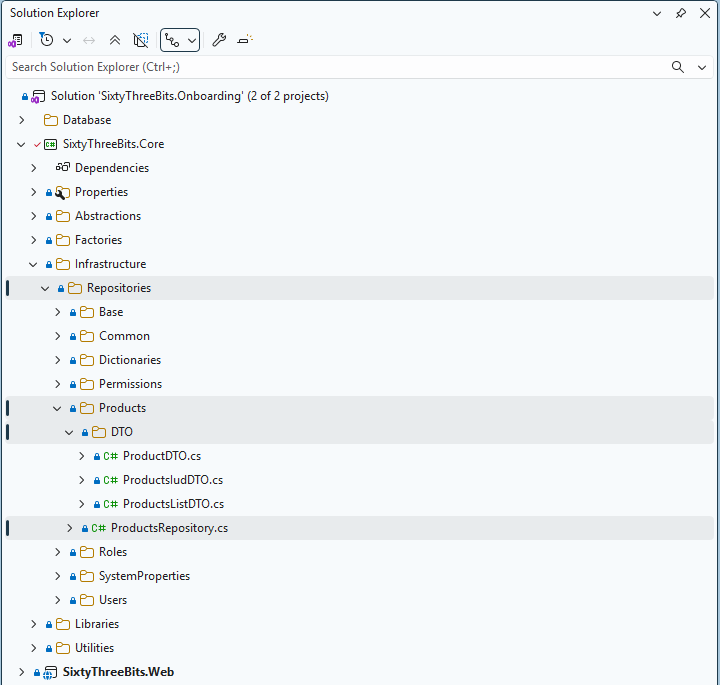 Solution Explorer
Search Solution Explorer (Ctrl+;)
Solution 'SixtyThreeBits.Onboarding' (2 of 2 projects)
Database
C# SixtyThreeBits.Core
Dependencies
Properties
Abstractions
Factories
Infrastructure
Repositories
Base
Common
Dictionaries
Permissions
Products
DTO
C# ProductDTO.cs
C# ProductsIudDTO.cs
C# ProductsListDTO.cs
C# ProductsRepository.cs
Roles
SystemProperties
Users
Libraries
Utilities
SixtyThreeBits.Web